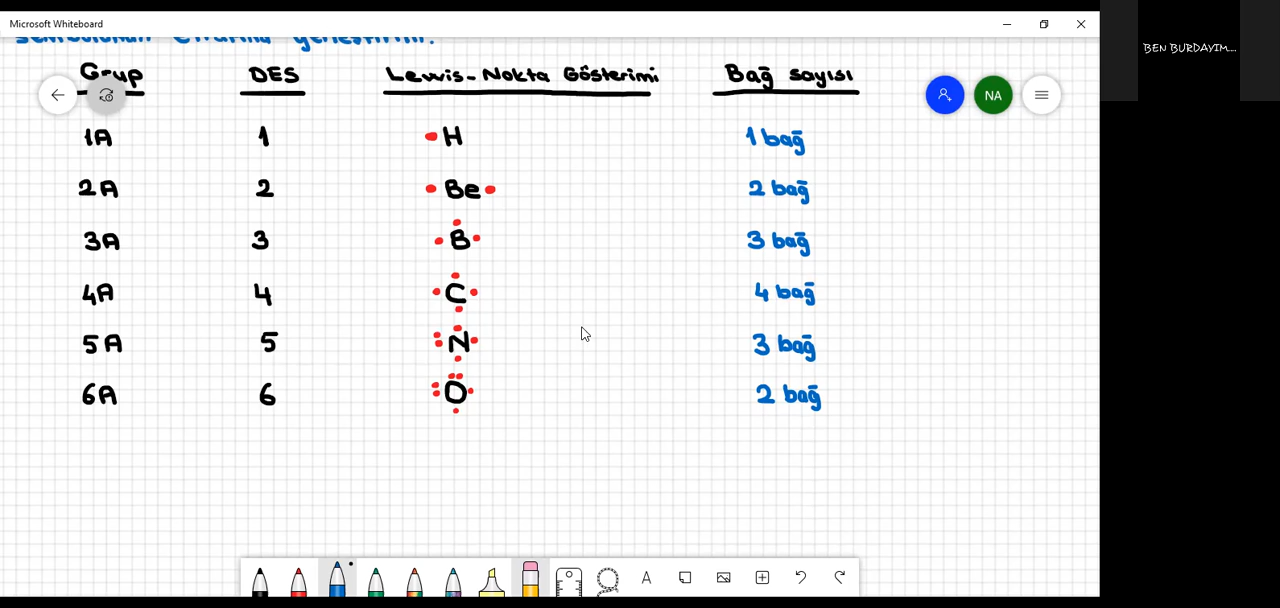 Microsoft Whiteboard
BEN BURDAYIM...
Grup DES Lewis-Nokta Gösterimi Bağ sayısı
NA
1A 1 H 1 bağ
2A 2 Be 2 bağ
3A 3 B 3 bağ
4A 4 C 4 bağ
5A 5 N 3 bağ
6A 6 O 2 bağ
A